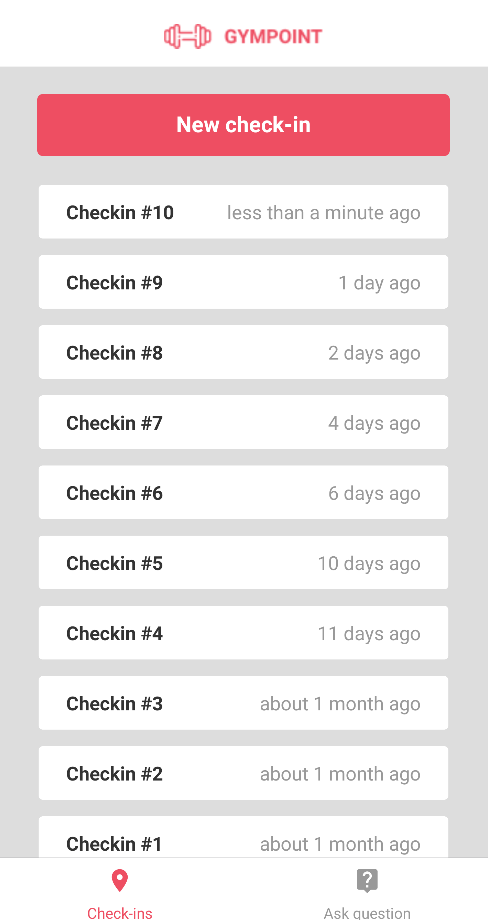 GYMPOINT
New check-in
Checkin #10 less than a minute ago
Checkin #9 1 day ago
Checkin #8 2 days ago
Checkin #7 4 days ago
Checkin #6 6 days ago
Checkin #5 10 days ago
Checkin #4 11 days ago
Checkin #3 about 1 month ago
Checkin #2 about 1 month ago
Checkin #1 about 1 month ago
Check-ins Ask question